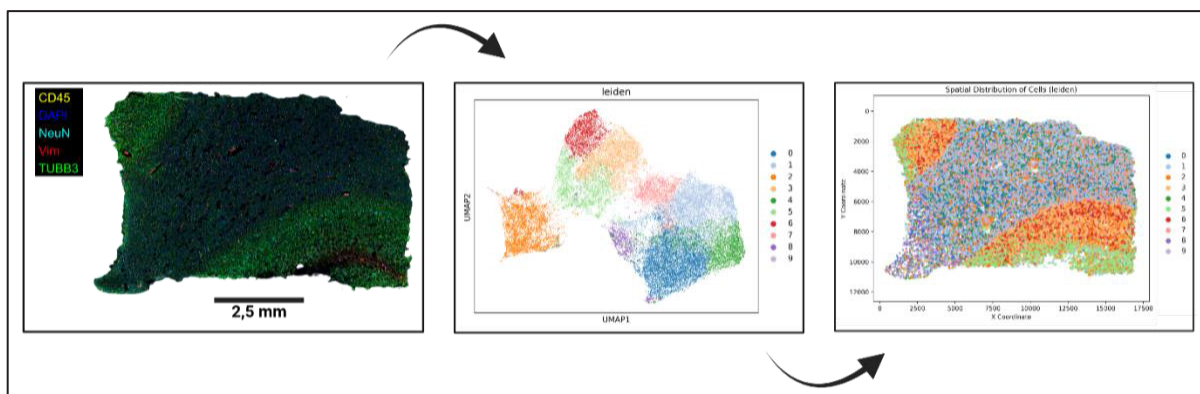 CD45
DAPI
NeuN
Vim
TUBB3
2,5 mm
leiden
UMAP2
UMAP1
0
1
2
3
4
5
6
7
8
9
Spatial Distribution of Cells (leiden)
Y Coordinate
0
2000
4000
6000
8000
10000
12000
0
2500
5000
7500
10000
12500
15000
17500
X Coordinate
0
1
2
3
4
5
6
7
8
9